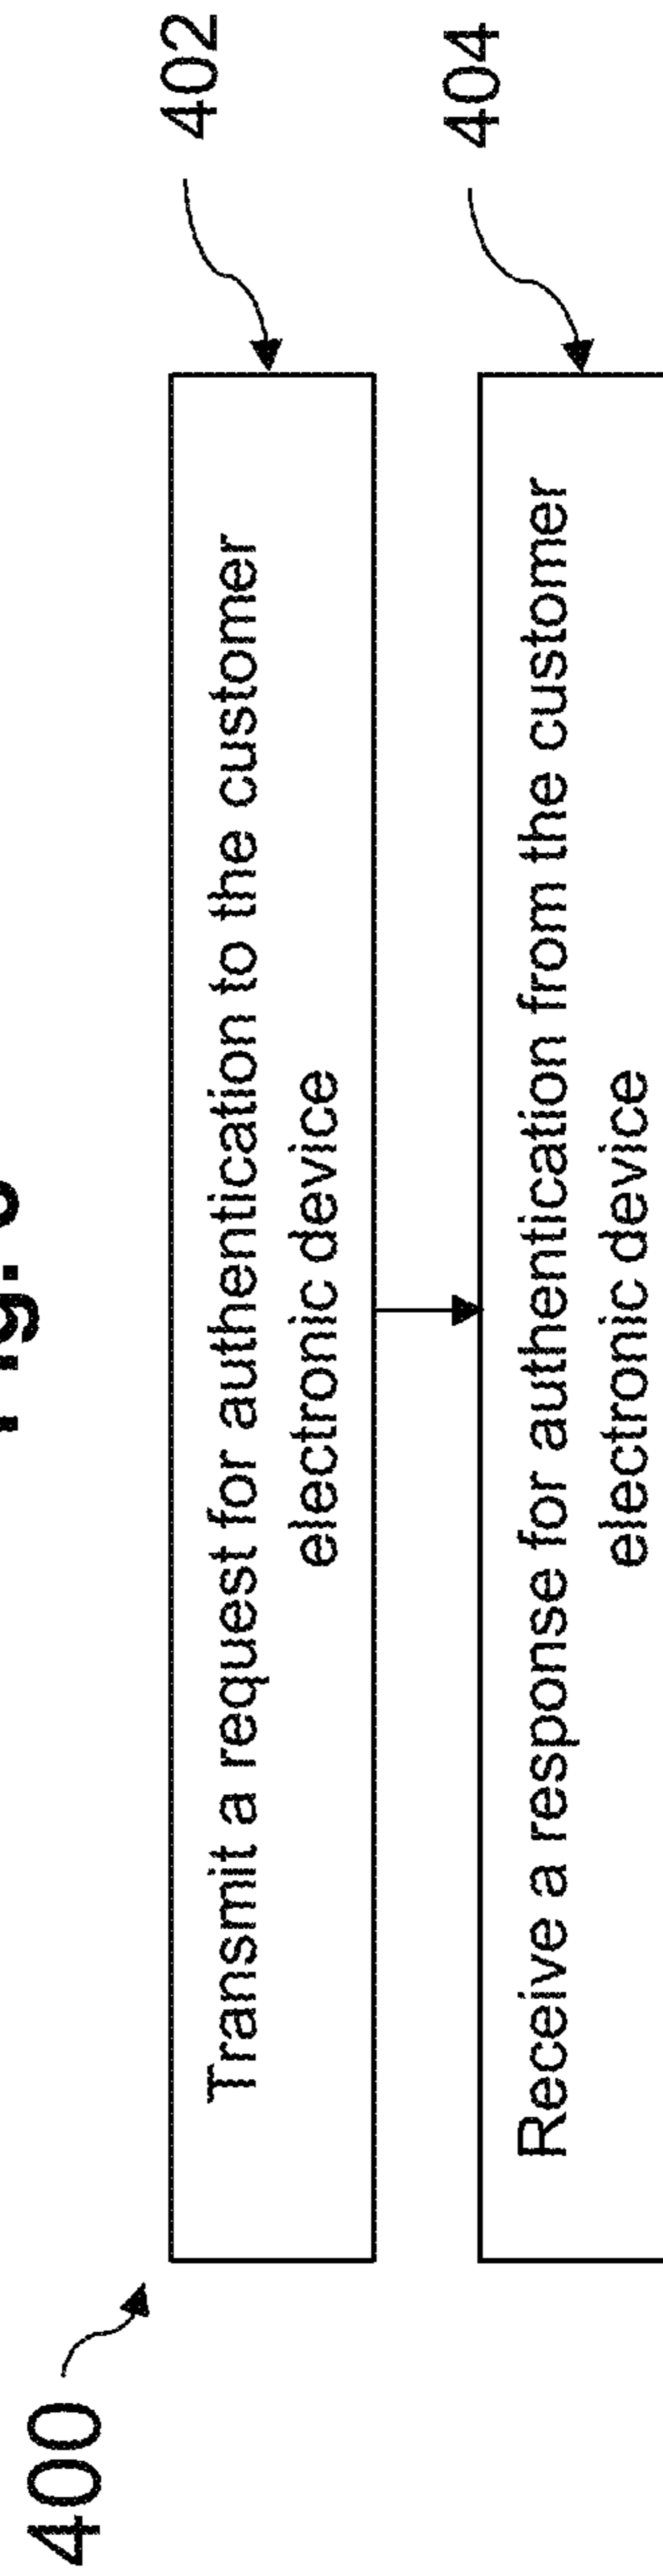 400
Transmit a request for authentication to the customer
electronic device
402
Receive a response for authentication from the customer
electronic device
404